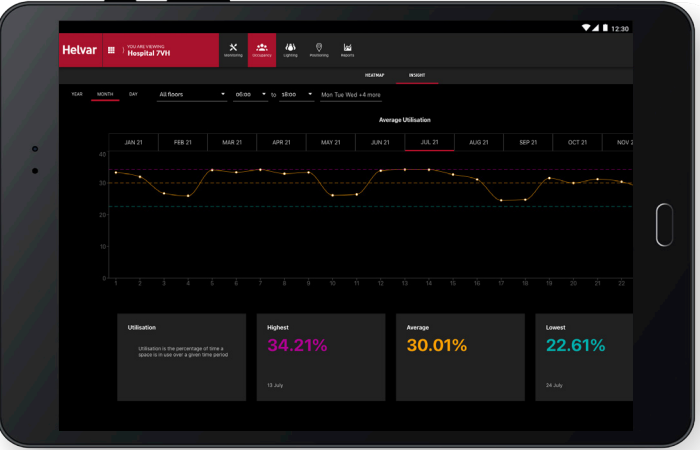 12:30
Helvar
YOU ARE VIEWING
Hospital 7VH
Monitoring
Occupancy
Lighting
Positioning
Reports
HEATMAP
INSIGHT
YEAR
MONTH
DAY
All floors
06:00
to
18:00
Mon Tue Wed +4 more
Average Utilisation
JAN 21
FEB 21
MAR 21
APR 21
MAY 21
JUN 21
JUL 21
AUG 21
SEP 21
OCT 21
NOV 2
40
30
20
10
0
1 2 3 4 5 6 7 8 9 10 11 12 13 14 15 16 17 18 19 20 21 22
Utilisation
Utilisation is the percentage of time a
space is in use over a given time period
Highest
34.21%
13 July
Average
30.01%
Lowest
22.61%
24 July